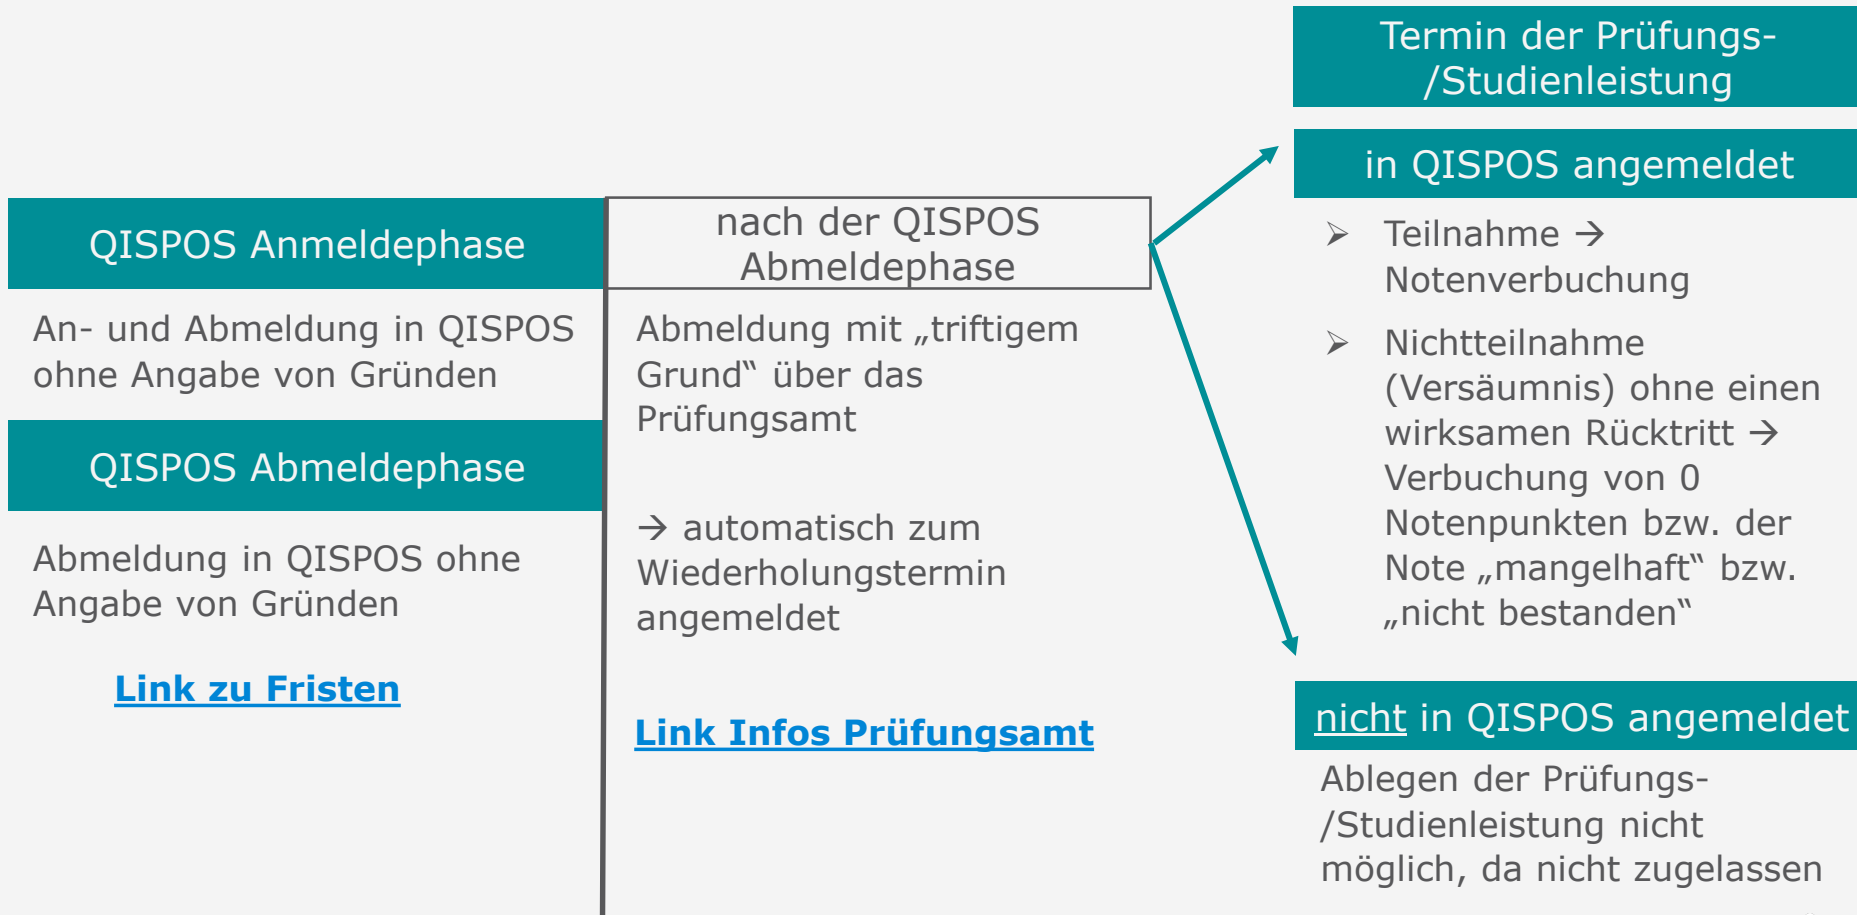 QISPOS Anmeldephase
An- und Abmeldung in QISPOS
ohne Angabe von Gründen
QISPOS Abmeldephase
Abmeldung in QISPOS ohne
Angabe von Gründen
Link zu Fristen
nach der QISPOS
Abmeldephase
Abmeldung mit „triftigem
Grund“ über das
Prüfungsamt
→ automatisch zum
Wiederholungstermin
angemeldet
Link Infos Prüfungsamt
Termin der Prüfungs-
/Studienleistung
in QISPOS angemeldet
➢ Teilnahme →
Notenverbuchung
➢ Nichtteilnahme
(Versäumnis) ohne einen
wirksamen Rücktritt →
Verbuchung von 0
Notenpunkten bzw. der
Note „mangelhaft“ bzw.
„nicht bestanden“
nicht in QISPOS angemeldet
Ablegen der Prüfungs-
/Studienleistung nicht
möglich, da nicht zugelassen